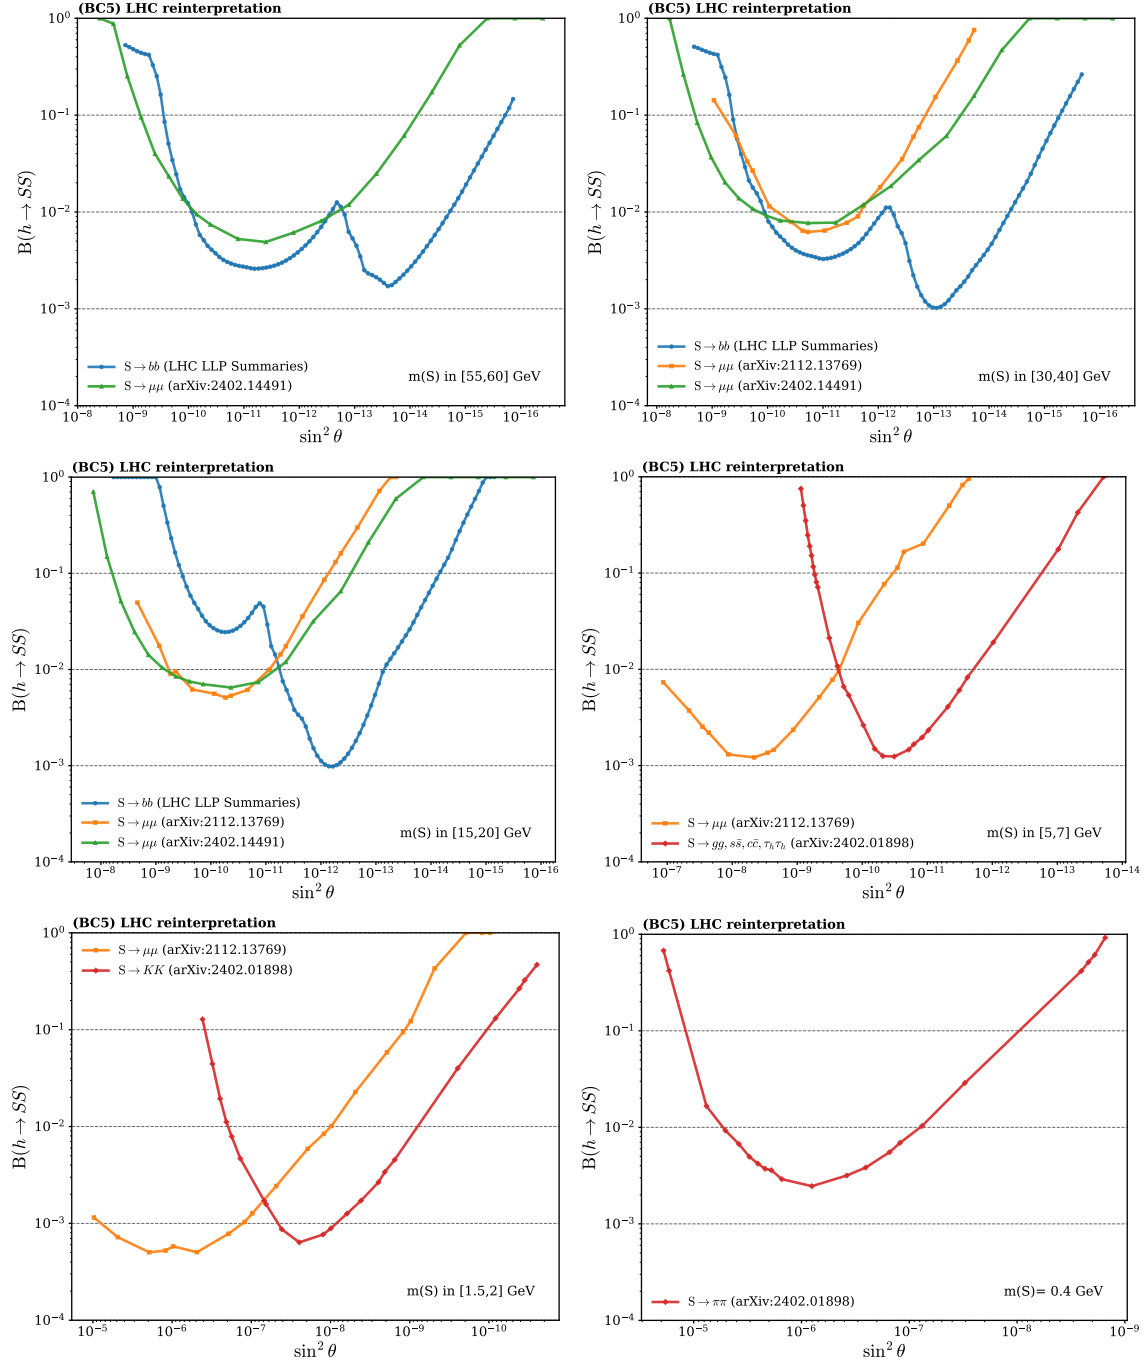 (BC5) LHC reinterpretation
10⁰
10⁻¹
10⁻²
10⁻³
10⁻⁴
B(h → SS)
S → bb (LHC LLP Summaries)
S → μμ (arXiv:2402.14491)
m(S) in [55,60] GeV
10⁻⁸ 10⁻⁹ 10⁻¹⁰ 10⁻¹¹ 10⁻¹² 10⁻¹³ 10⁻¹⁴ 10⁻¹⁵ 10⁻¹⁶
sin² θ
(BC5) LHC reinterpretation
10⁰
10⁻¹
10⁻²
10⁻³
10⁻⁴
B(h → SS)
S → bb (LHC LLP Summaries)
S → μμ (arXiv:2112.13769)
S → μμ (arXiv:2402.14491)
m(S) in [30,40] GeV
10⁻⁸ 10⁻⁹ 10⁻¹⁰ 10⁻¹¹ 10⁻¹² 10⁻¹³ 10⁻¹⁴ 10⁻¹⁵ 10⁻¹⁶
sin² θ
(BC5) LHC reinterpretation
10⁰
10⁻¹
10⁻²
10⁻³
10⁻⁴
B(h → SS)
S → bb (LHC LLP Summaries)
S → μμ (arXiv:2112.13769)
S → μμ (arXiv:2402.14491)
m(S) in [15,20] GeV
10⁻⁸ 10⁻⁹ 10⁻¹⁰ 10⁻¹¹ 10⁻¹² 10⁻¹³ 10⁻¹⁴ 10⁻¹⁵ 10⁻¹⁶
sin² θ
(BC5) LHC reinterpretation
10⁰
10⁻¹
10⁻²
10⁻³
10⁻⁴
B(h → SS)
S → μμ (arXiv:2112.13769)
S → gg, ss̄, cc̄, τₕτₕ (arXiv:2402.01898)
m(S) in [5,7] GeV
10⁻⁷ 10⁻⁸ 10⁻⁹ 10⁻¹⁰ 10⁻¹¹ 10⁻¹² 10⁻¹³ 10⁻¹⁴
sin² θ
(BC5) LHC reinterpretation
10⁰
10⁻¹
10⁻²
10⁻³
10⁻⁴
B(h → SS)
S → μμ (arXiv:2112.13769)
S → KK (arXiv:2402.01898)
m(S) in [1.5,2] GeV
10⁻⁵ 10⁻⁶ 10⁻⁷ 10⁻⁸ 10⁻⁹ 10⁻¹⁰
sin² θ
(BC5) LHC reinterpretation
10⁰
10⁻¹
10⁻²
10⁻³
10⁻⁴
B(h → SS)
S → ππ (arXiv:2402.01898)
m(S)= 0.4 GeV
10⁻⁵ 10⁻⁶ 10⁻⁷ 10⁻⁸ 10⁻⁹
sin² θ